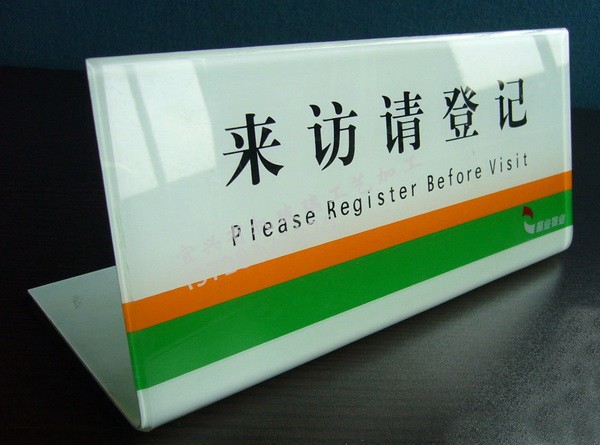 来访请登记
Please Register Before Visit